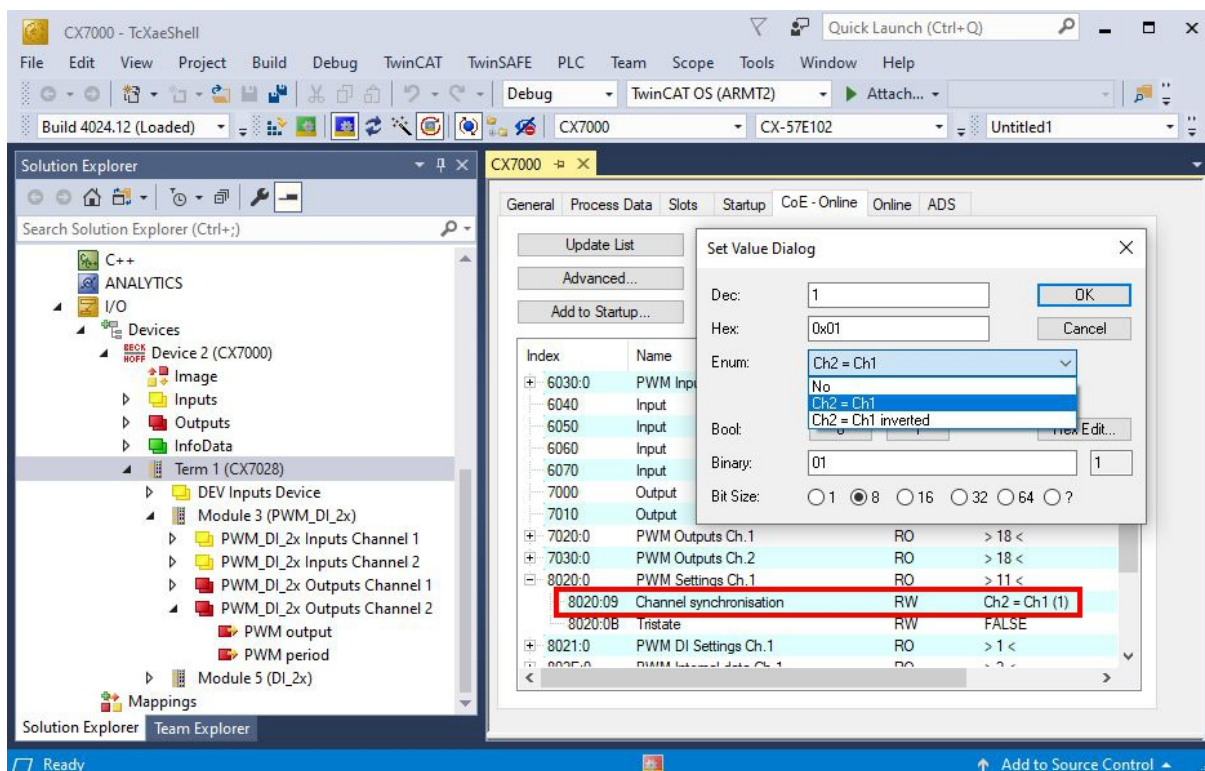 CX7000 - TcXaeShell
Quick Launch (Ctrl+Q)
File Edit View Project Build Debug TwinCAT TwinSAFE PLC Team Scope Tools Window Help
Debug TwinCAT OS (ARMT2) Attach...
Build 4024.12 (Loaded) CX7000 CX-57E102 Untitled1
Solution Explorer
Search Solution Explorer (Ctrl+;)
C++
ANALYTICS
I/O
Devices
BECK
HOFF
Device 2 (CX7000)
Image
Inputs
Outputs
InfoData
Term 1 (CX7028)
DEV Inputs Device
Module 3 (PWM_DI_2x)
PWM_DI_2x Inputs Channel 1
PWM_DI_2x Inputs Channel 2
PWM_DI_2x Outputs Channel 1
PWM_DI_2x Outputs Channel 2
PWM output
PWM period
Module 5 (DI_2x)
Mappings
Solution Explorer Team Explorer
CX7000
General Process Data Slots Startup CoE - Online Online ADS
Update List
Advanced...
Add to Startup...
Index Name
6030:0 PWM Inp
6040 Input
6050 Input
6060 Input
6070 Input
7000 Output
7010 Output
7020:0 PWM Outputs Ch.1 RO > 18 <
7030:0 PWM Outputs Ch.2 RO > 18 <
8020:0 PWM Settings Ch.1 RO > 11 <
8020:09 Channel synchronisation RW Ch2 = Ch1 (1)
8020:0B Tristate RW FALSE
8021:0 PWM DI Settings Ch.1 RO > 1 <
Set Value Dialog
Dec: 1 OK
Hex: 0x01 Cancel
Enum: Ch2 = Ch1
No
Ch2 = Ch1
Ch2 = Ch1 inverted
Bool: Hex Edit...
Binary: 01 1
Bit Size: 1 8 16 32 64 ?
Ready Add to Source Control